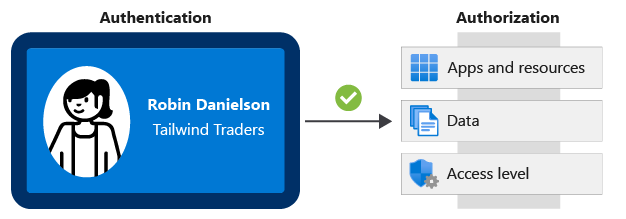 Authentication
Robin Danielson
Tailwind Traders
Authorization
Apps and resources
Data
Access level